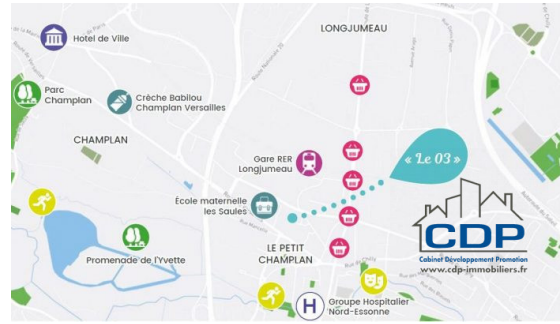 LONGJUMEAU
Hotel de Ville
Parc
Champlan
Crèche Babilou
Champlan Versailles
CHAMPLAN
Gare RER
Longjumeau
« Le 03 »
École maternelle
les Saules
CDP
Cabinet Développement Promotion
www.cdp-immobiliers.fr
LE PETIT
CHAMPLAN
Promenade de l'Yvette
H
Groupe Hospitalier
Nord-Essonne